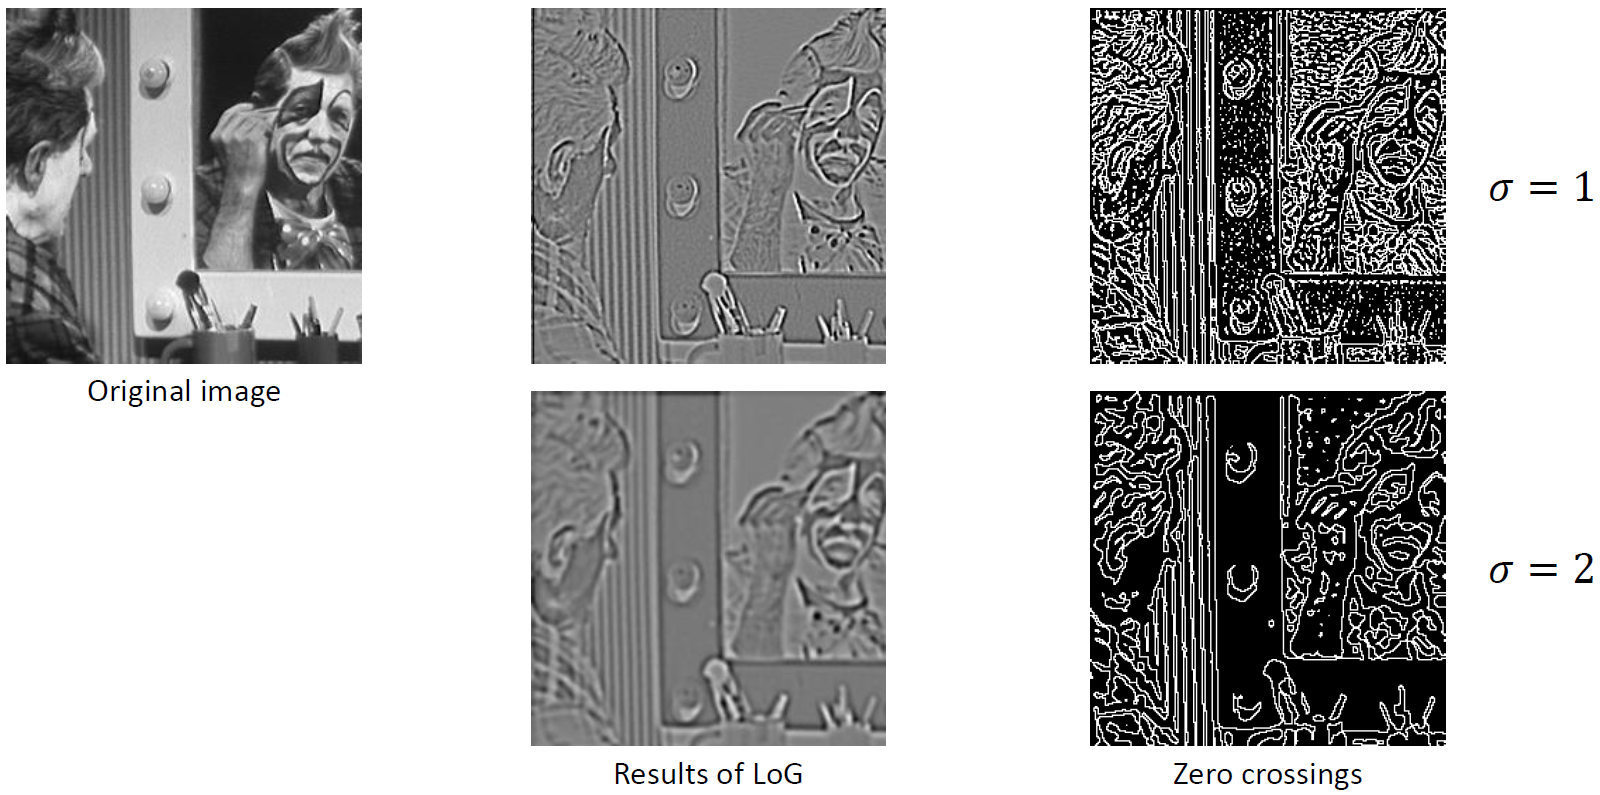 σ = 1
Original image
σ = 2
Results of LoG
Zero crossings